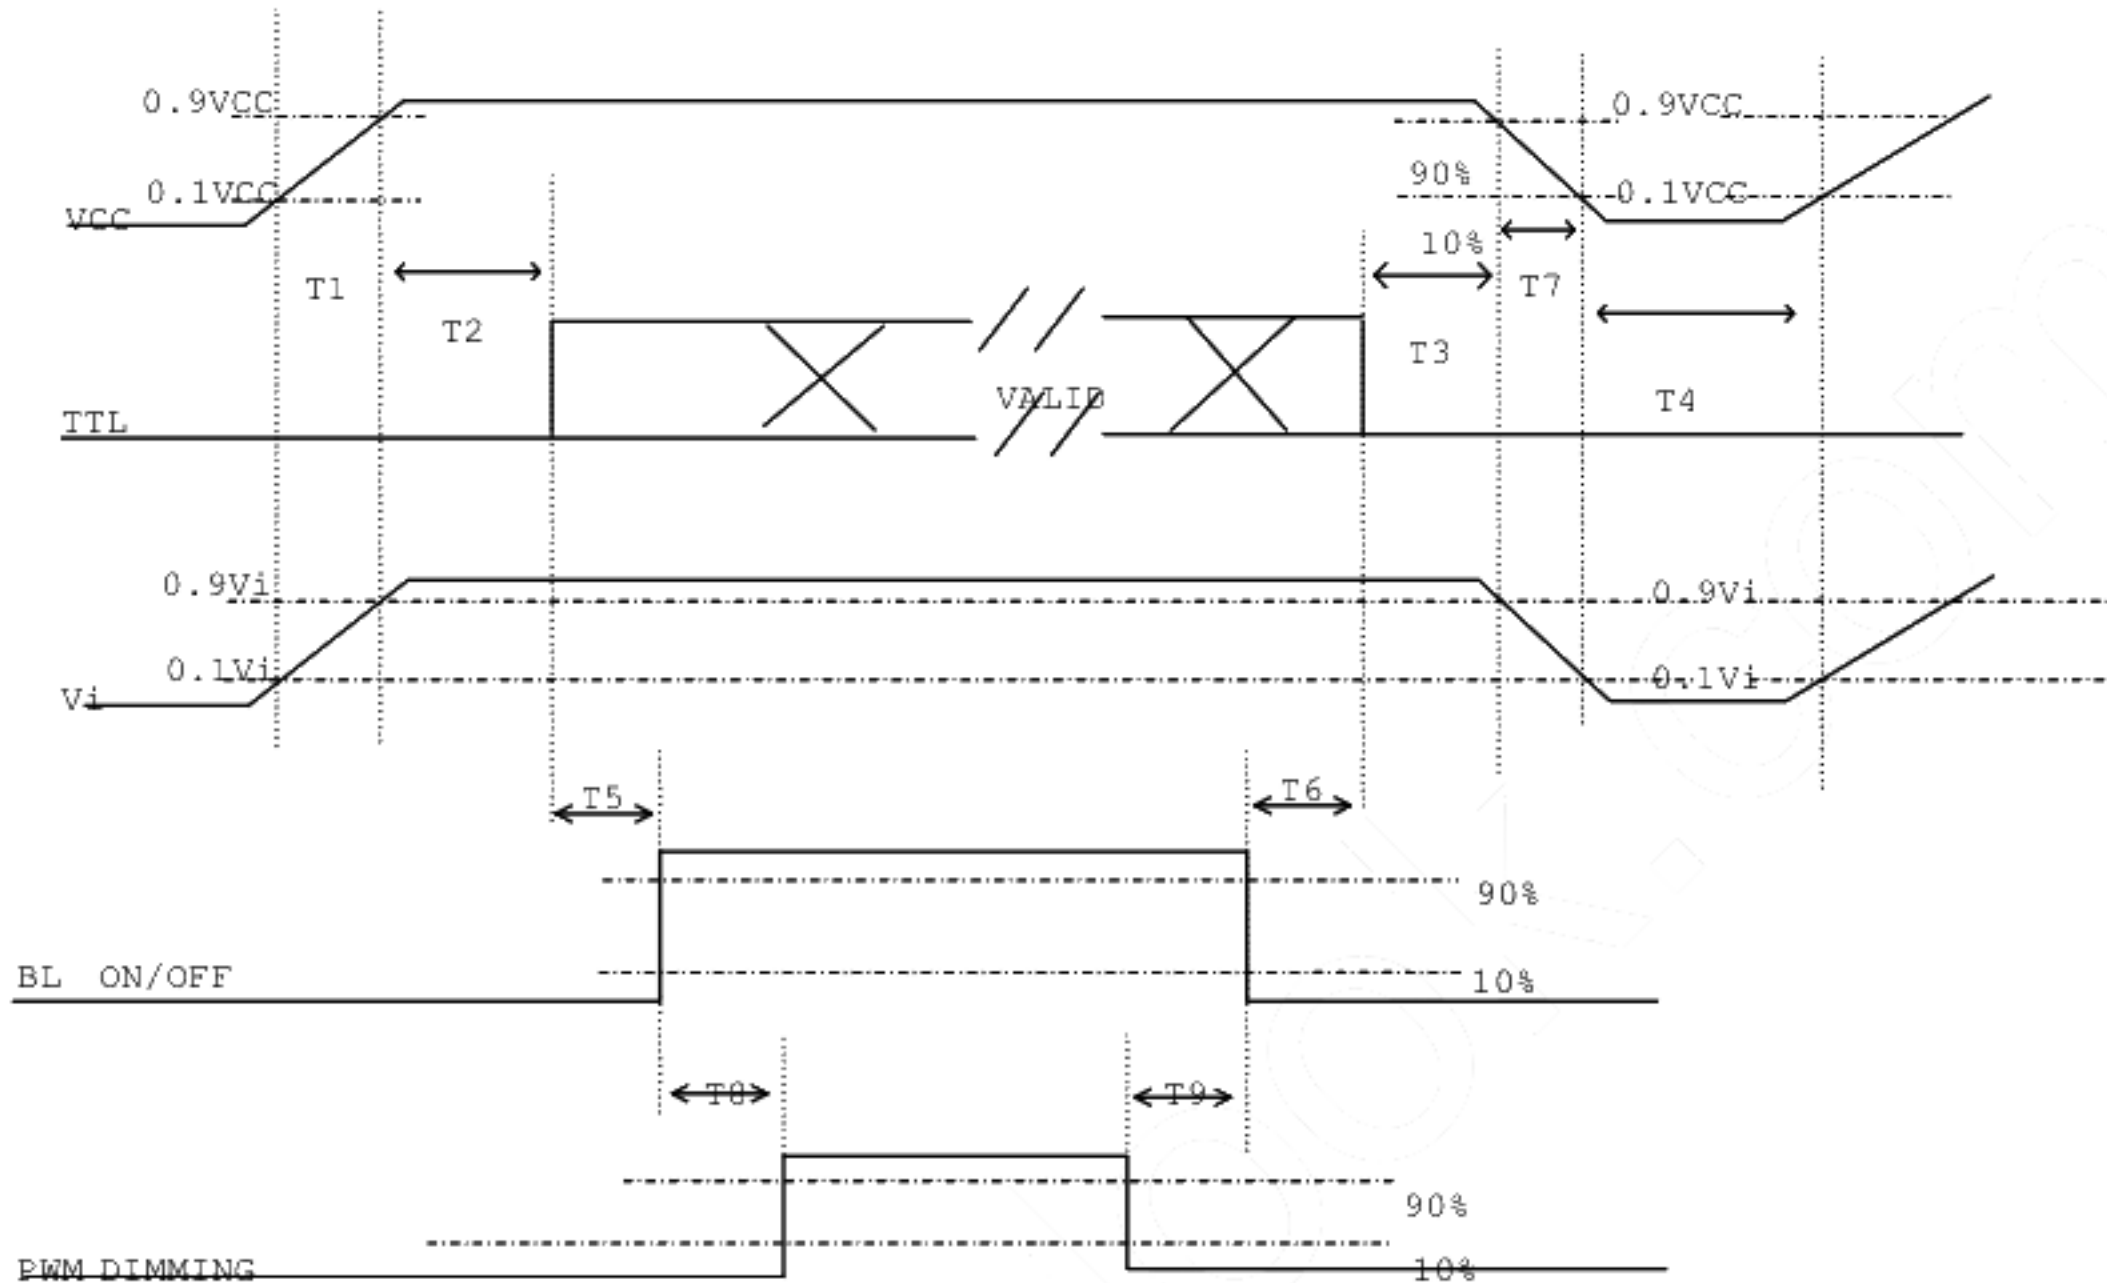 0.9VCC 0.9VCC
90%
0.1VCC 0.1VCC
VCC
10%
T1 T7
T2
T3
VALID T4
TTL
0.9Vi 0.9Vi
0.1Vi 0.1Vi
Vi
T5 T6
90%
BL ON/OFF 10%
T8 T9
90%
PWM DIMMING 10%